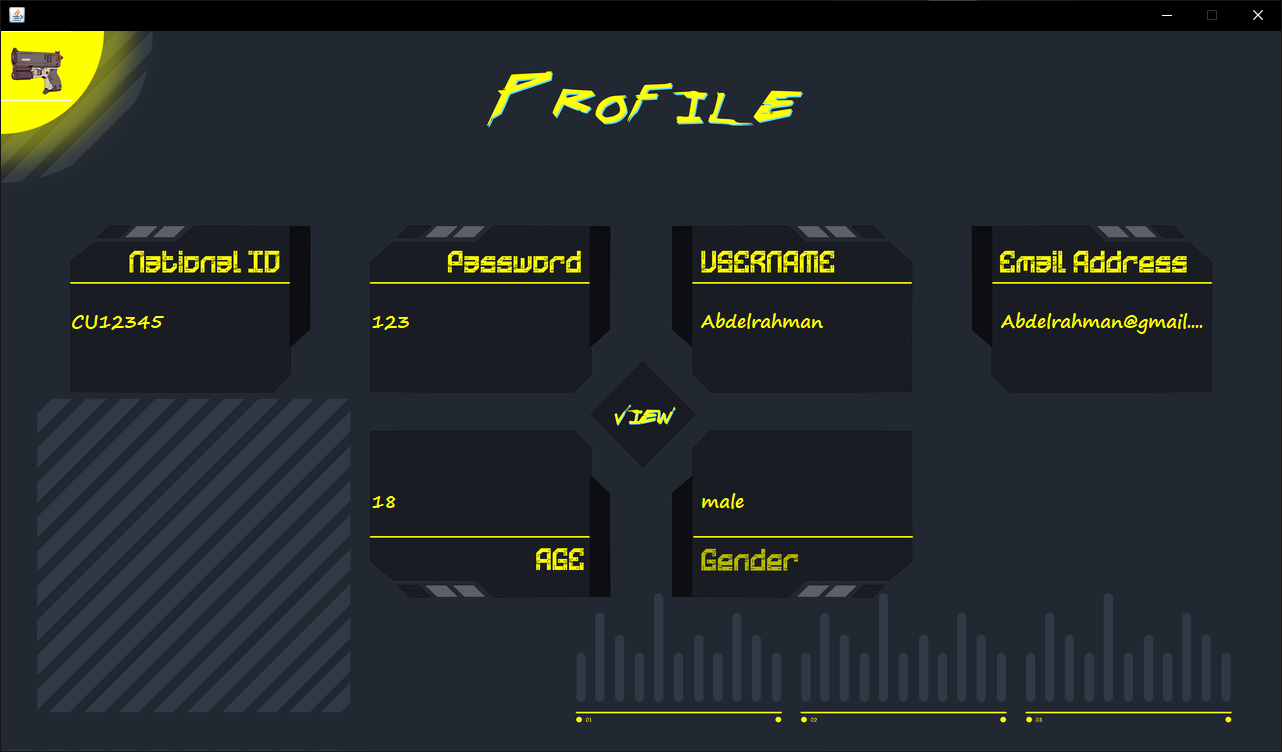 Profile
National ID
Password
USERNAME
Email Address
CU12345
123
Abdelrahman
Abdelrahman@gmail....
VIEW
18
male
AGE
Gender
01
02
03